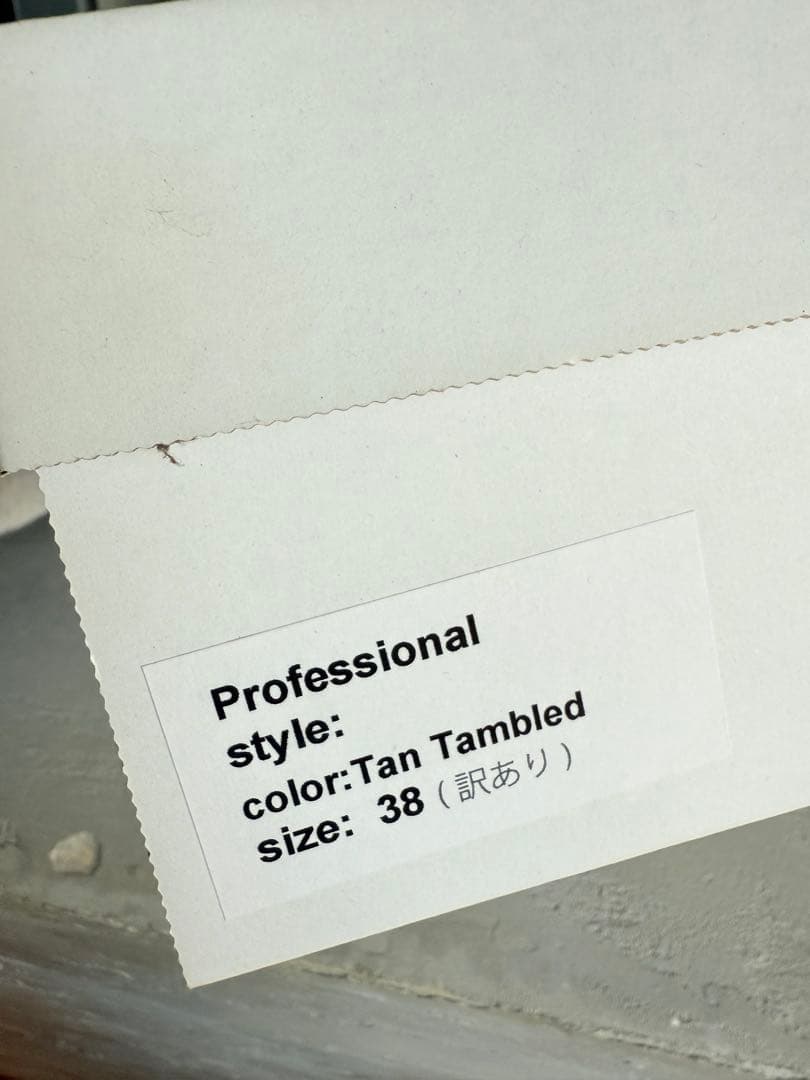 Professional
style:
color:Tan Tambled
size: 38 (訳あり)